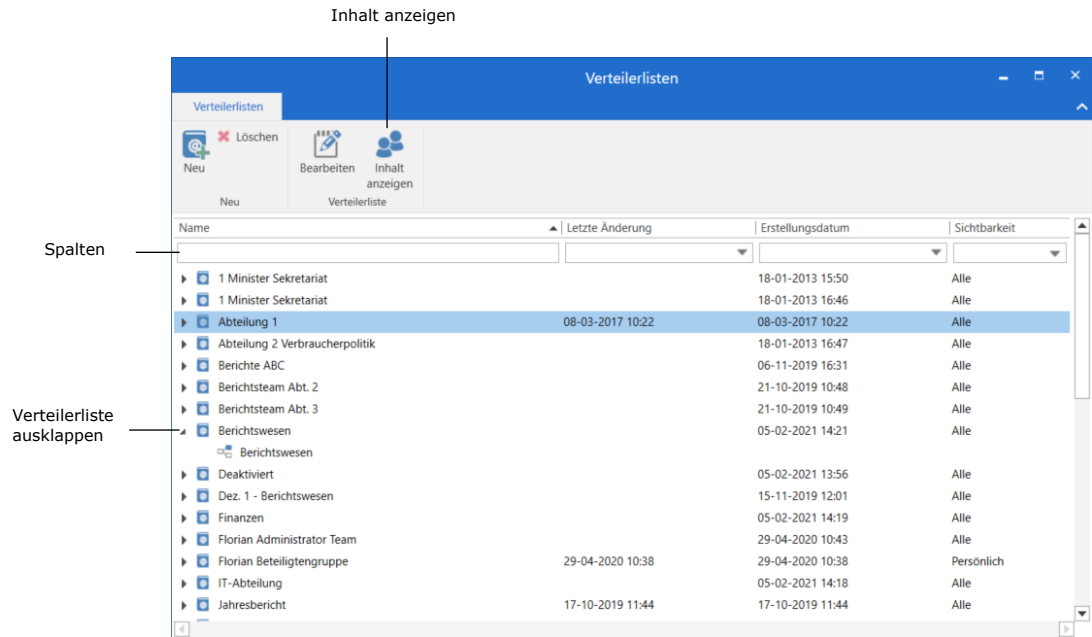 Inhalt anzeigen
Verteilerlisten
Verteilerlisten
Neu
Löschen
Bearbeiten
Inhalt
anzeigen
Neu
Verteilerliste
Name Letzte Änderung Erstellungsdatum Sichtbarkeit
Spalten
1 Minister Sekretariat 18-01-2013 15:50 Alle
1 Minister Sekretariat 18-01-2013 16:46 Alle
Abteilung 1 08-03-2017 10:22 08-03-2017 10:22 Alle
Abteilung 2 Verbraucherpolitik 18-01-2013 16:47 Alle
Berichte ABC 06-11-2019 16:31 Alle
Berichtsteam Abt. 2 21-10-2019 10:48 Alle
Berichtsteam Abt. 3 21-10-2019 10:49 Alle
Verteilerliste
ausklappen
Berichtswesen 05-02-2021 14:21 Alle
Berichtswesen
Deaktiviert 05-02-2021 13:56 Alle
Dez. 1 - Berichtswesen 15-11-2019 12:01 Alle
Finanzen 05-02-2021 14:19 Alle
Florian Administrator Team 29-04-2020 10:43 Alle
Florian Beteiligtengruppe 29-04-2020 10:38 29-04-2020 10:38 Persönlich
IT-Abteilung 05-02-2021 14:18 Alle
Jahresbericht 17-10-2019 11:44 17-10-2019 11:44 Alle